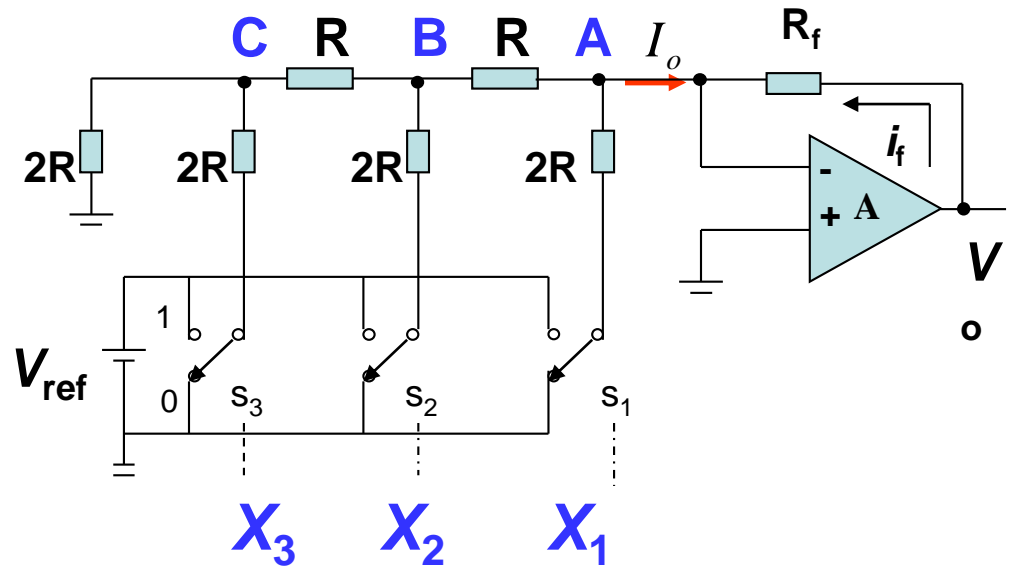 C R B R A I_o R_f
2R 2R 2R 2R i_f
- 
+ A
V
o
1
V_ref
0 s_3 s_2 s_1
X_3 X_2 X_1